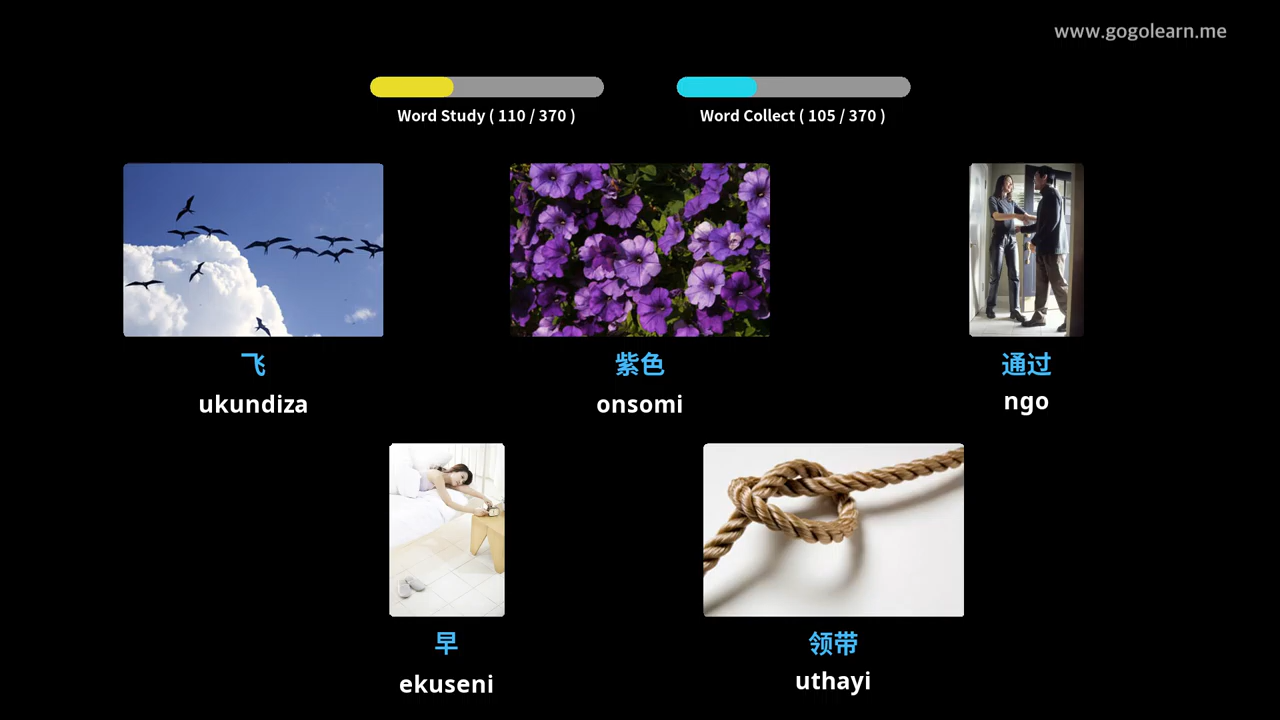 www.gogolearn.me
Word Study ( 110 / 370 )
Word Collect ( 105 / 370 )
飞
ukundiza
紫色
onsomi
通过
ngo
早
ekuseni
领带
uthayi